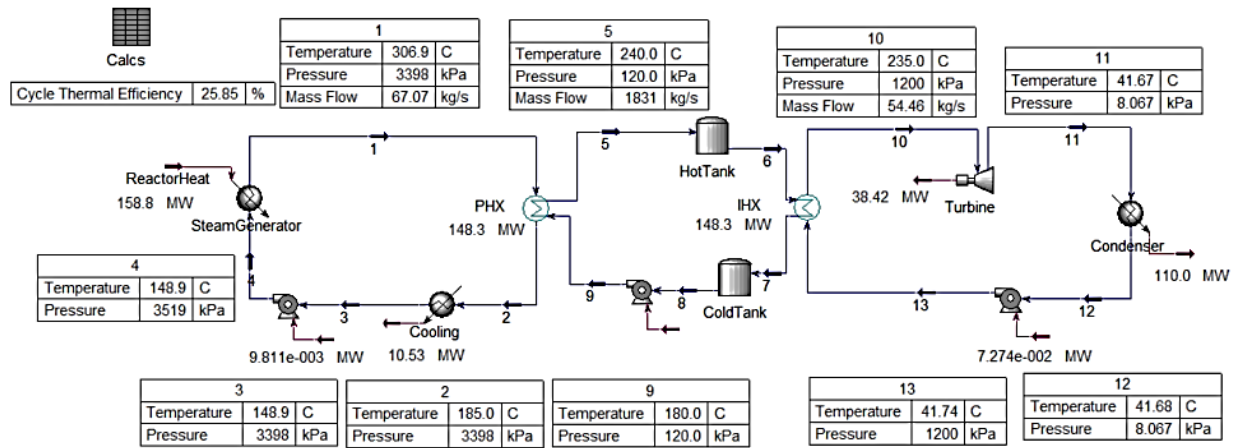 Calcs
Cycle Thermal Efficiency 25.85 %
1
Temperature 306.9 C
Pressure 3398 kPa
Mass Flow 67.07 kg/s
5
Temperature 240.0 C
Pressure 120.0 kPa
Mass Flow 1831 kg/s
10
Temperature 235.0 C
Pressure 1200 kPa
Mass Flow 54.46 kg/s
11
Temperature 41.67 C
Pressure 8.067 kPa
1
5
HotTank
6
10
11
ReactorHeat
158.8 MW
SteamGenerator
PHX
148.3 MW
IHX
148.3 MW
38.42 MW
Turbine
Condenser
110.0 MW
4
Temperature 148.9 C
Pressure 3519 kPa
4
3
Cooling
2
9
8
ColdTank
7
13
12
9.811e-003 MW
10.53 MW
7.274e-002 MW
3
Temperature 148.9 C
Pressure 3398 kPa
2
Temperature 185.0 C
Pressure 3398 kPa
9
Temperature 180.0 C
Pressure 120.0 kPa
13
Temperature 41.74 C
Pressure 1200 kPa
12
Temperature 41.68 C
Pressure 8.067 kPa